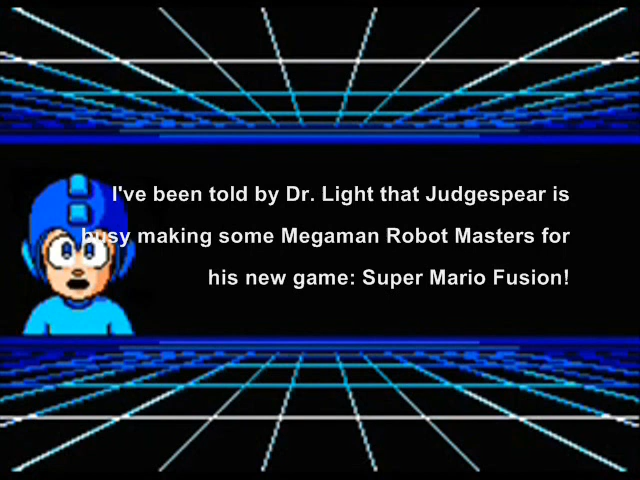 I've been told by Dr. Light that Judgespear is
busy making some Megaman Robot Masters for
his new game: Super Mario Fusion!